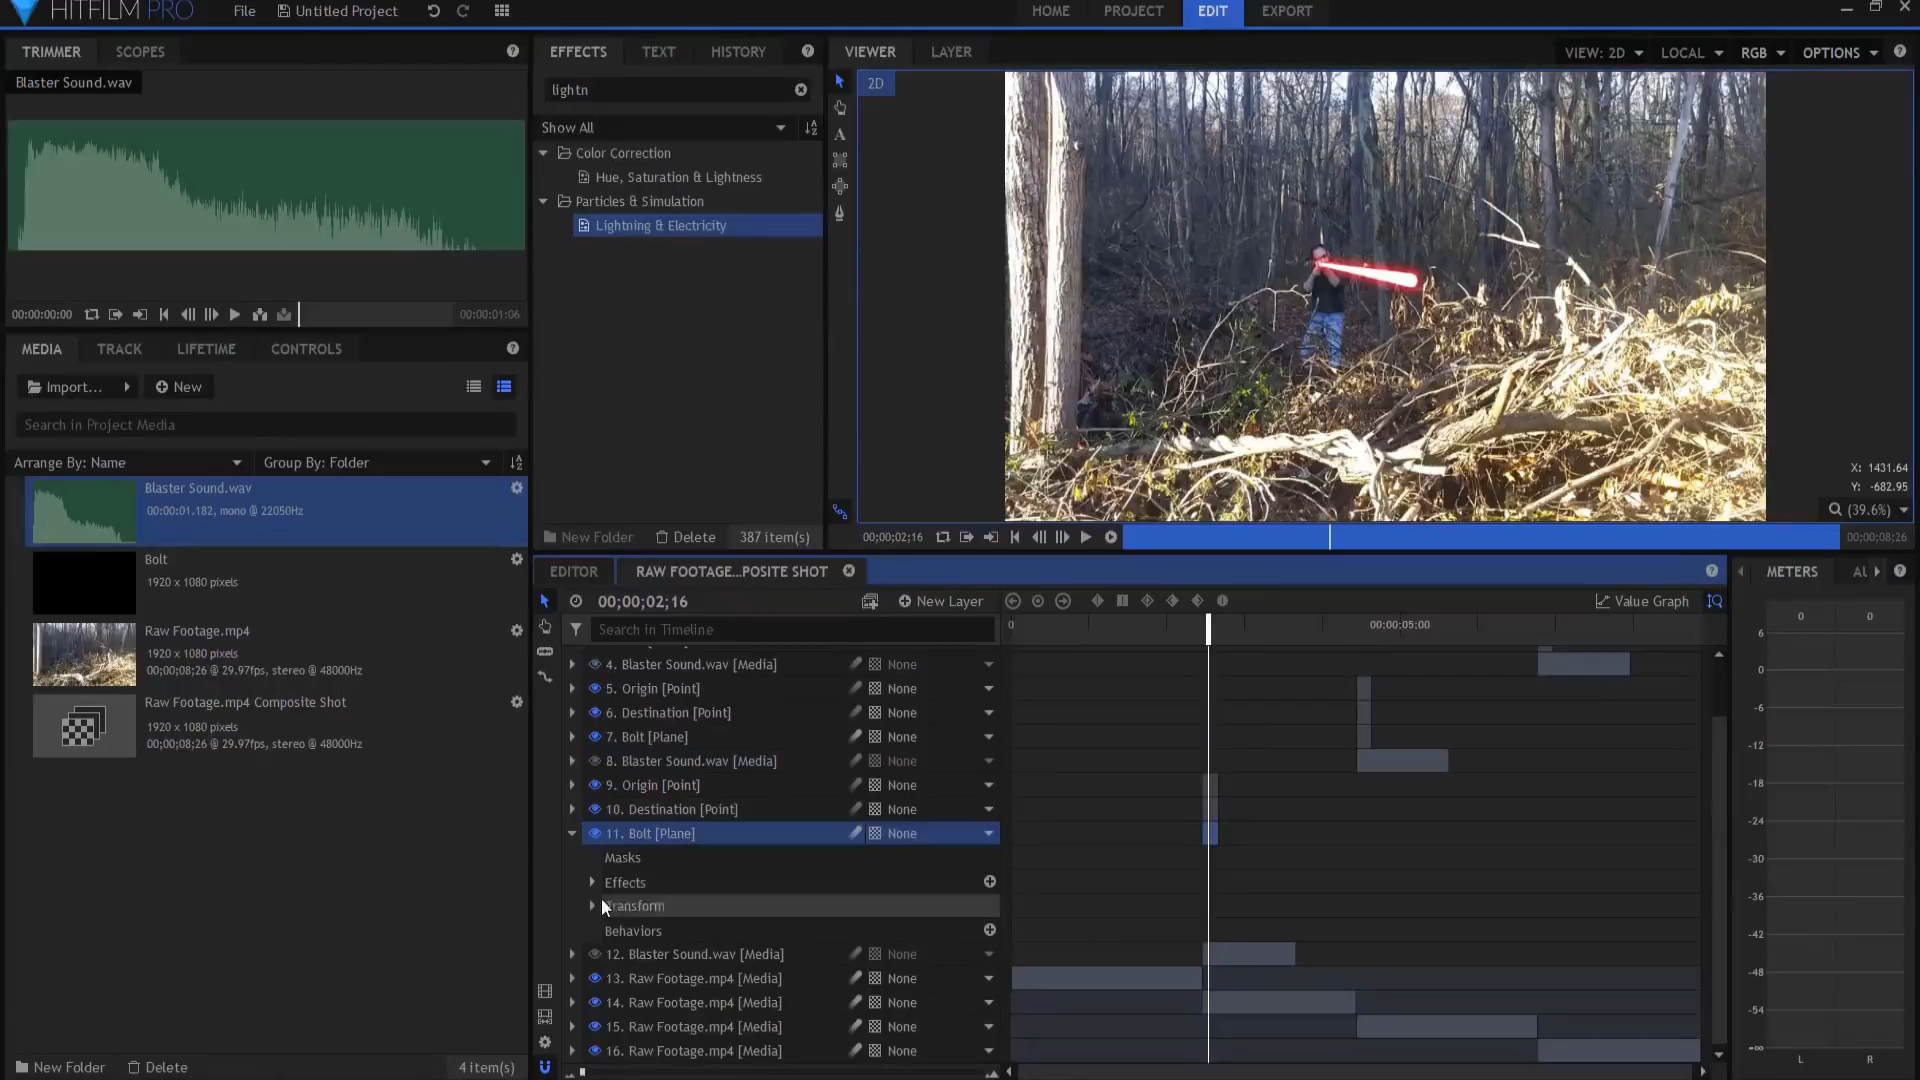 HITFILM PRO
File
Untitled Project
HOME
PROJECT
EDIT
EXPORT
TRIMMER
SCOPES
Blaster Sound.wav
00:00:00:00
00:00:01:06
EFFECTS
TEXT
HISTORY
lightn
Show All
Color Correction
Hue, Saturation & Lightness
Particles & Simulation
Lightning & Electricity
New Folder
Delete
387 item(s)
VIEWER
LAYER
VIEW: 2D
LOCAL
RGB
OPTIONS
2D
X: 1431.64
Y: -682.95
(39.6%)
00;00;02;16
00;00;08;26
MEDIA
TRACK
LIFETIME
CONTROLS
Import...
New
Search in Project Media
Arrange By: Name
Group By: Folder
Blaster Sound.wav
00:00:01.182, mono @ 22050Hz
Bolt
1920 x 1080 pixels
Raw Footage.mp4
1920 x 1080 pixels
00;00;08;26 @ 29.97fps, stereo @ 48000Hz
Raw Footage.mp4 Composite Shot
1920 x 1080 pixels
00;00;08;26 @ 29.97fps, stereo @ 48000Hz
New Folder
Delete
4 item(s)
EDITOR
RAW FOOTAGE...POSITE SHOT
00;00;02;16
New Layer
Value Graph
Search in Timeline
0
00;00;05;00
4. Blaster Sound.wav [Media] None
5. Origin [Point] None
6. Destination [Point] None
7. Bolt [Plane] None
8. Blaster Sound.wav [Media] None
9. Origin [Point] None
10. Destination [Point] None
11. Bolt [Plane] None
Masks
Effects
Transform
Behaviors
12. Blaster Sound.wav [Media] None
13. Raw Footage.mp4 [Media] None
14. Raw Footage.mp4 [Media] None
15. Raw Footage.mp4 [Media] None
16. Raw Footage.mp4 [Media] None
METERS
0 0
6
0
-6
-12
-18
-24
-30
-36
-42
-48
-54
-∞
L R